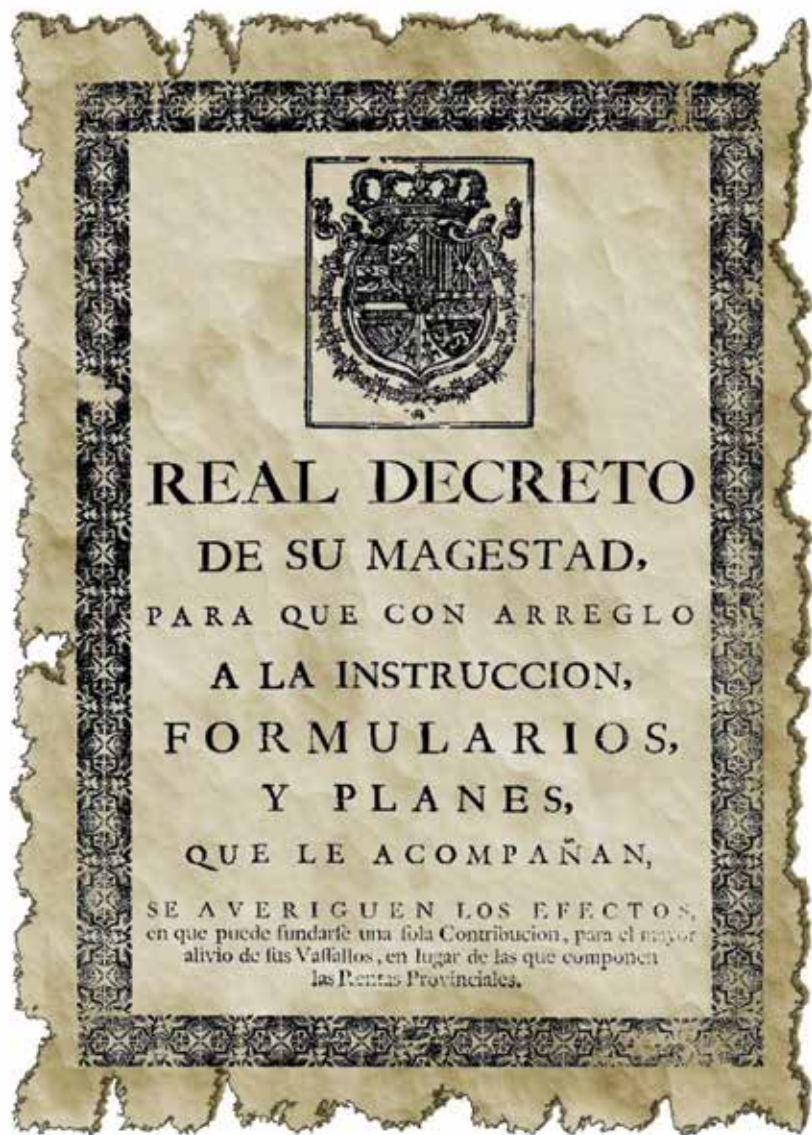 REAL DECRETO
DE SU MAGESTAD,
PARA QUE CON ARREGLO
A LA INSTRUCCION,
FORMULARIOS,
Y PLANES,
QUE LE ACOMPAÑAN,
SE AVERIGUEN LOS EFECTOS,
en que puede fundarſe una ſola Contribucion, para el mayor
alivio de ſus Vaſſallos, en lugar de las que componen
las Rentas Provinciales.